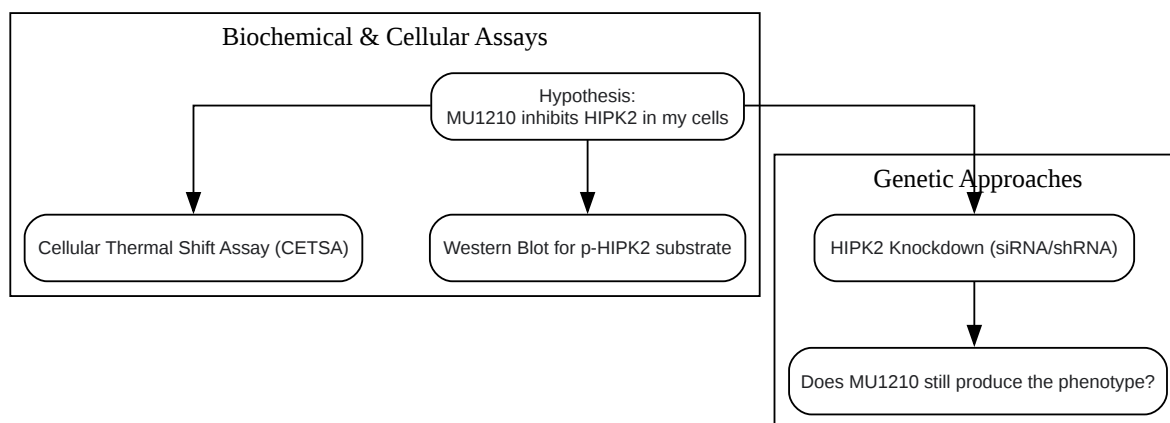 Biochemical & Cellular Assays
Hypothesis:
MU1210 inhibits HIPK2 in my cells
Genetic Approaches
Cellular Thermal Shift Assay (CETSA)
Western Blot for p-HIPK2 substrate
HIPK2 Knockdown (siRNA/shRNA)
Does MU1210 still produce the phenotype?